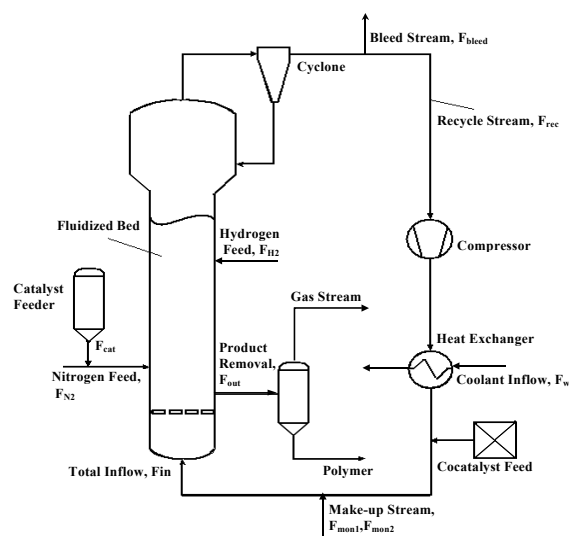 Bleed Stream, Fbleed
Cyclone
Recycle Stream, Frec
Fluidized Bed
Hydrogen
Feed, FH2
Compressor
Catalyst
Feeder
Gas Stream
Heat Exchanger
Fcat
Product
Removal,
Fout
Nitrogen Feed,
FN2
Coolant Inflow, Fw
Total Inflow, Fin
Polymer
Cocatalyst Feed
Make-up Stream,
Fmon1,Fmon2